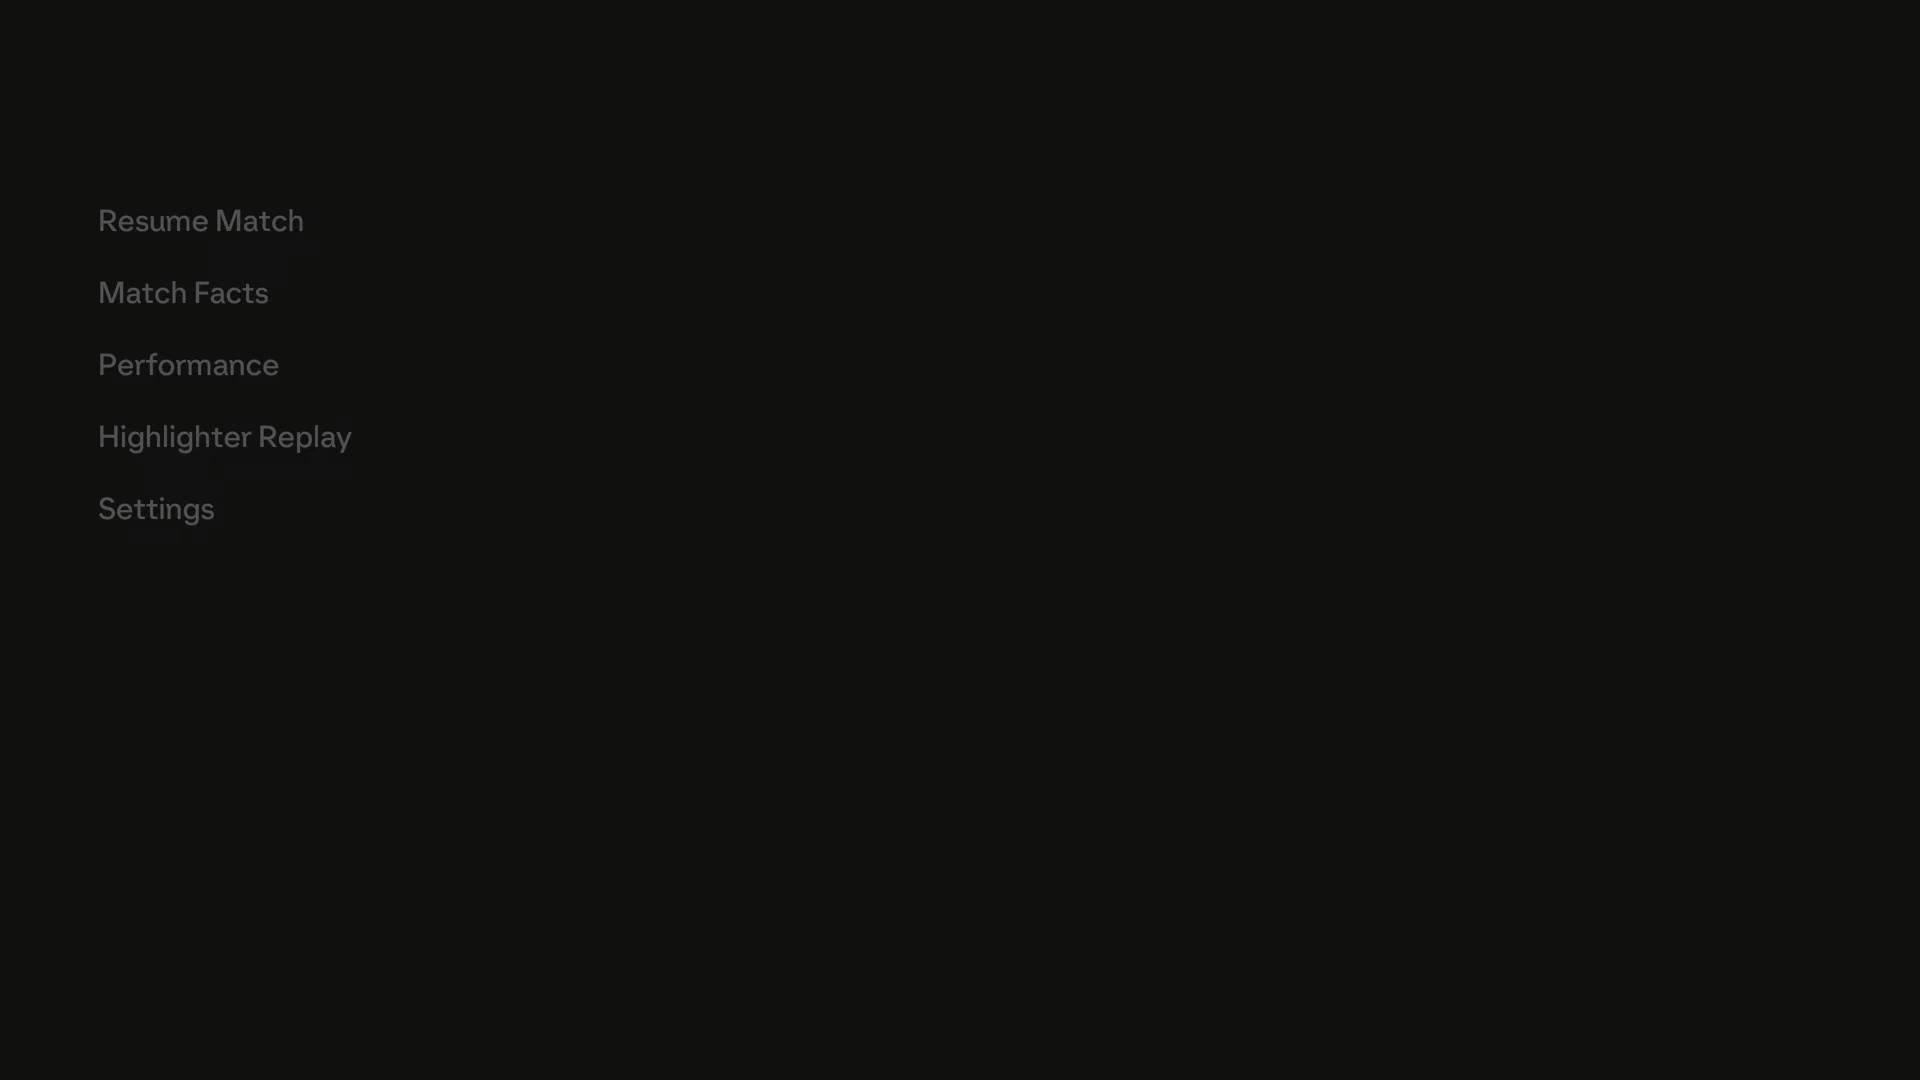 Resume Match
Match Facts
Performance
Highlighter Replay
Settings